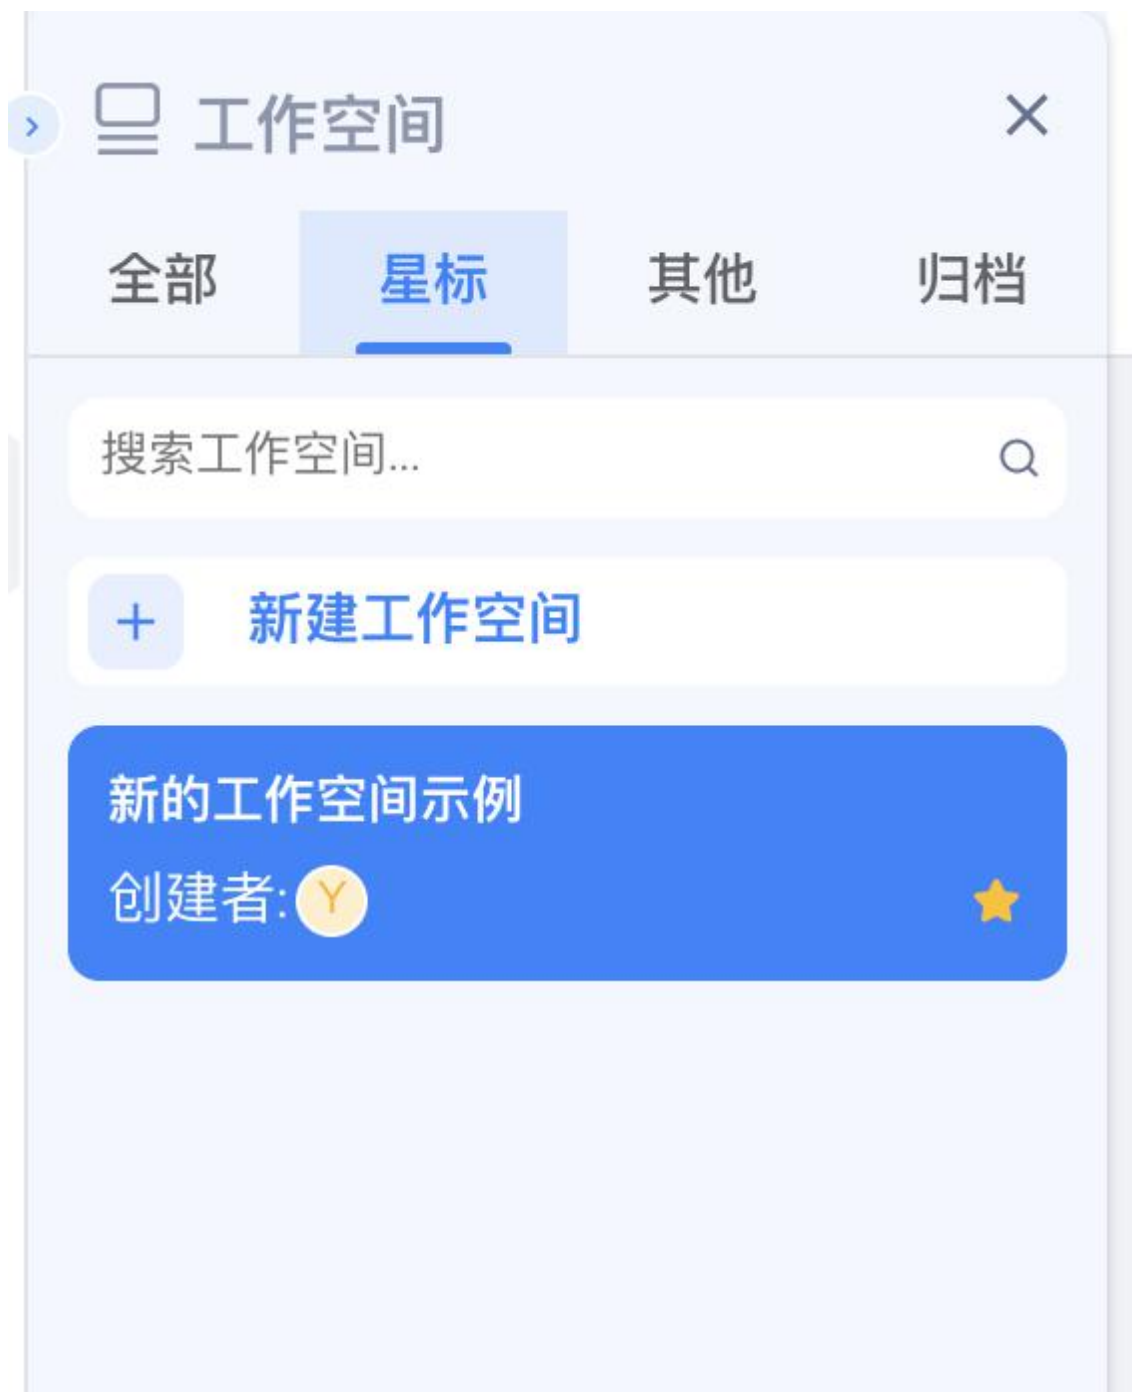 工作空间
全部 星标 其他 归档
搜索工作空间...
新建工作空间
新的工作空间示例
创建者: Y